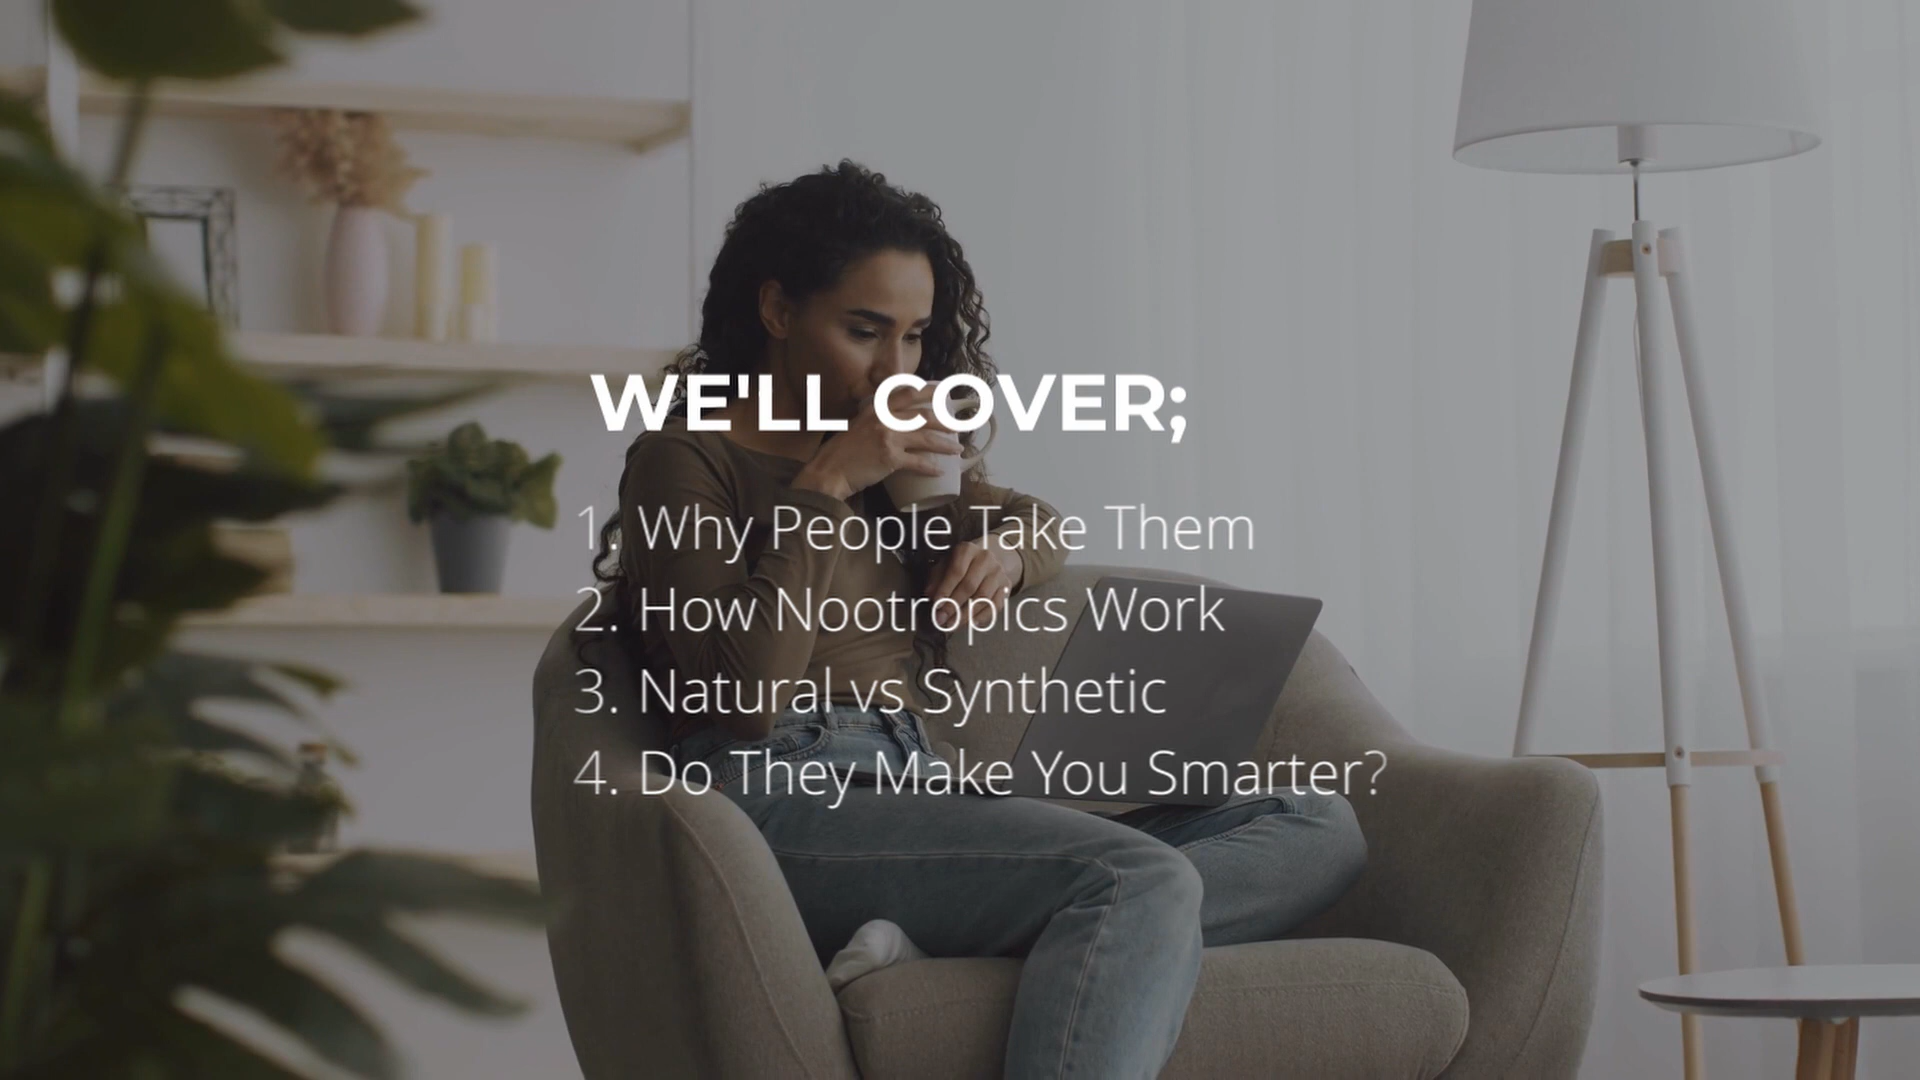 WE'LL COVER;
1. Why People Take Them
2. How Nootropics Work
3. Natural vs Synthetic
4. Do They Make You Smarter?